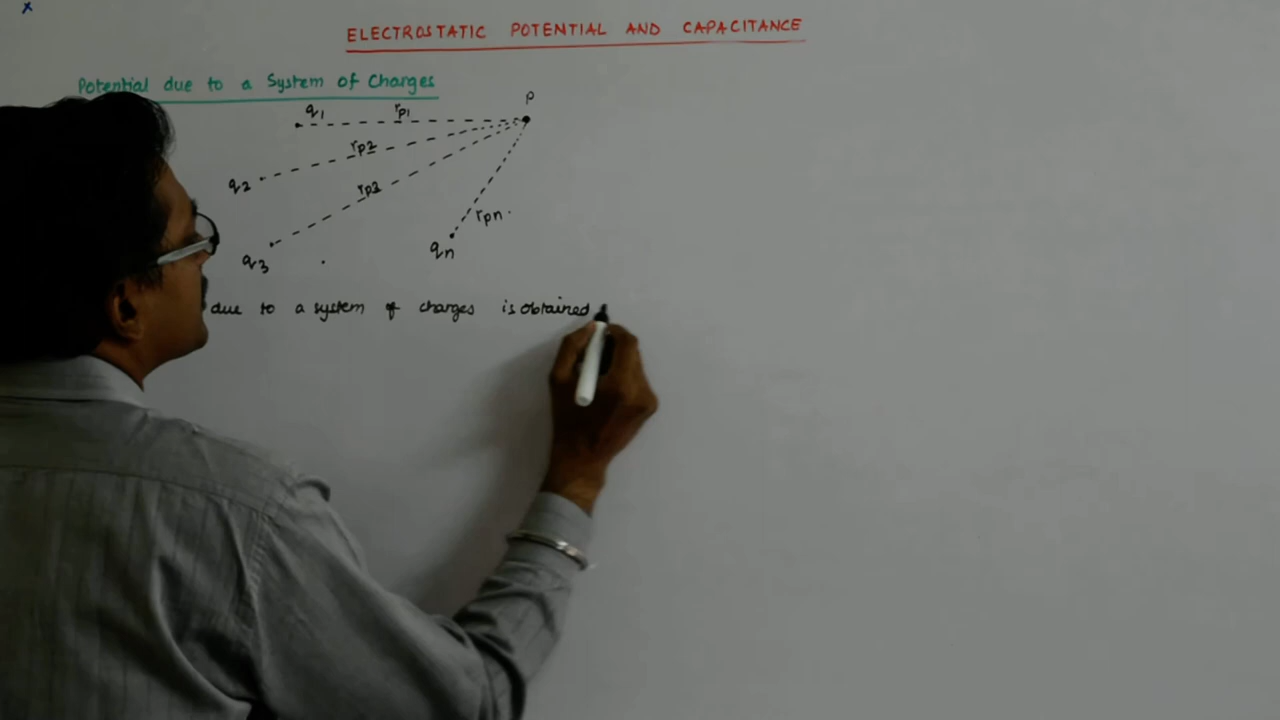 x
ELECTROSTATIC POTENTIAL AND CAPACITANCE
Potential due to a System of Charges
P
q1 rp1
rp2
q2
rp3
rpn.
qn
q3
due to a system of charges is obtained